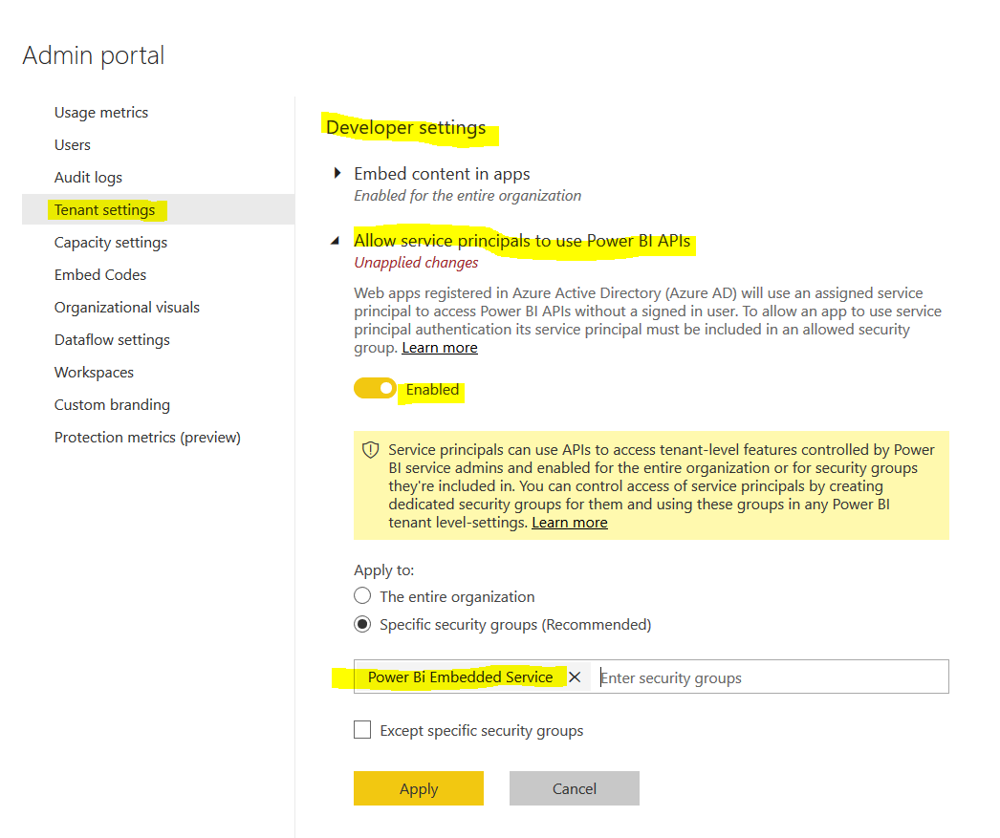 Admin portal
Usage metrics
Users
Audit logs
Tenant settings
Capacity settings
Embed Codes
Organizational visuals
Dataflow settings
Workspaces
Custom branding
Protection metrics (preview)
Developer settings
Embed content in apps
Enabled for the entire organization
Allow service principals to use Power BI APIs
Unapplied changes
Web apps registered in Azure Active Directory (Azure AD) will use an assigned service
principal to access Power BI APIs without a signed in user. To allow an app to use service
principal authentication its service principal must be included in an allowed security
group. Learn more
Enabled
Service principals can use APIs to access tenant-level features controlled by Power
BI service admins and enabled for the entire organization or for security groups
they're included in. You can control access of service principals by creating
dedicated security groups for them and using these groups in any Power BI
tenant level-settings. Learn more
Apply to:
The entire organization
Specific security groups (Recommended)
Power Bi Embedded Service Enter security groups
Except specific security groups
Apply Cancel